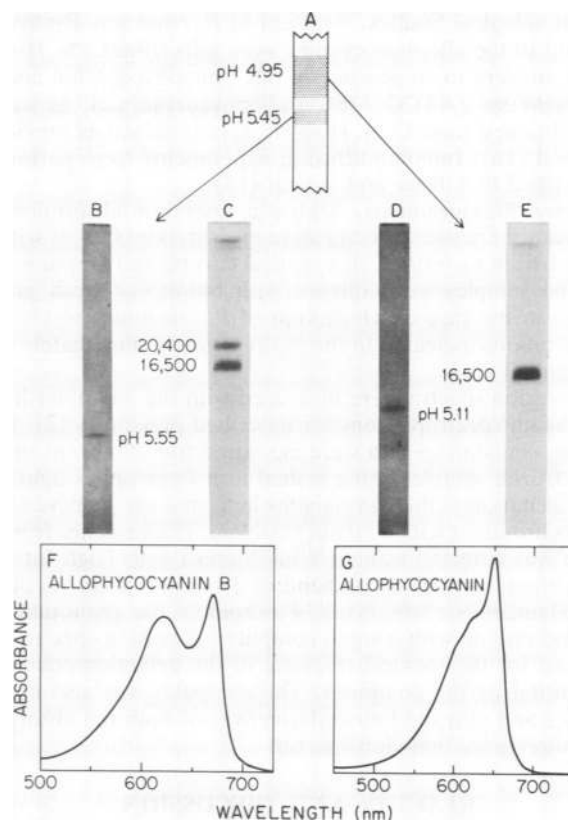 A
pH 4.95
pH 5.45
B C D E
20,400
16,500
16,500
pH 5.11
pH 5.55
F G
ALLOPHYCOCYANIN B ALLOPHYCOCYANIN
ABSORBANCE
500 600 700 500 600 700
WAVELENGTH (nm)